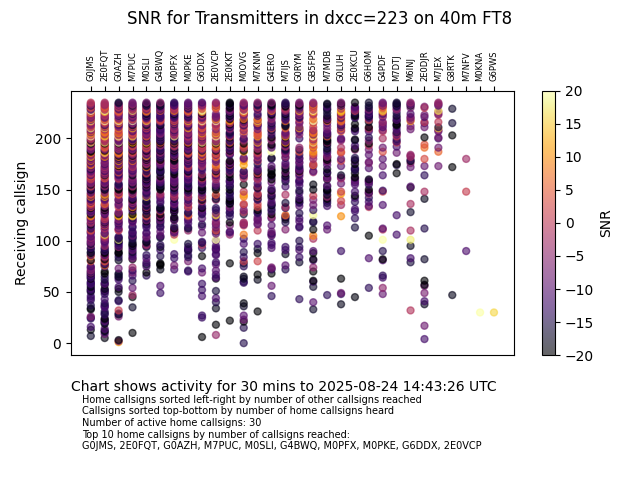 SNR for Transmitters in dxcc=223 on 40m FT8
G0JMS 2E0FQT G0AZH M7PUC M0SLI G4BWQ M0PFX M0PKE G6DDX 2E0VCP 2E0KKT M0OVG M7KNM G4ERO M7IJS G0RYM GB5FPS M7MDB G0LUH 2E0KCU G6HOM G4PDF M7DTJ M6INJ 2E0DJR M7JEX G8RTK M7NFV M0KNA G6PWS
Receiving callsign
200
150
100
50
0
20
15
10
5
0
−5
−10
−15
−20
SNR
Chart shows activity for 30 mins to 2025-08-24 14:43:26 UTC
Home callsigns sorted left-right by number of other callsigns reached
Callsigns sorted top-bottom by number of home callsigns heard
Number of active home callsigns: 30
Top 10 home callsigns by number of callsigns reached:
G0JMS, 2E0FQT, G0AZH, M7PUC, M0SLI, G4BWQ, M0PFX, M0PKE, G6DDX, 2E0VCP